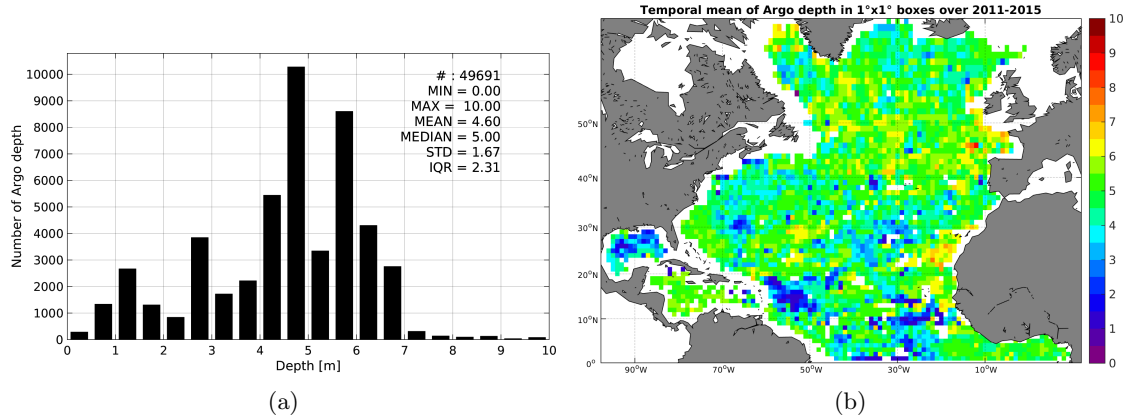 Temporal mean of Argo depth in 1°x1° boxes over 2011-2015
# : 49691
MIN = 0.00
MAX = 10.00
MEAN = 4.60
MEDIAN = 5.00
STD = 1.67
IQR = 2.31
Number of Argo depth
10000
9000
8000
7000
6000
5000
4000
3000
2000
1000
0
0 1 2 3 4 5 6 7 8 9 10
Depth [m]
(a)
50°N
40°N
30°N
20°N
10°N
0°
90°W 70°W 50°W 30°W 10°W
10
9
8
7
6
5
4
3
2
1
0
(b)